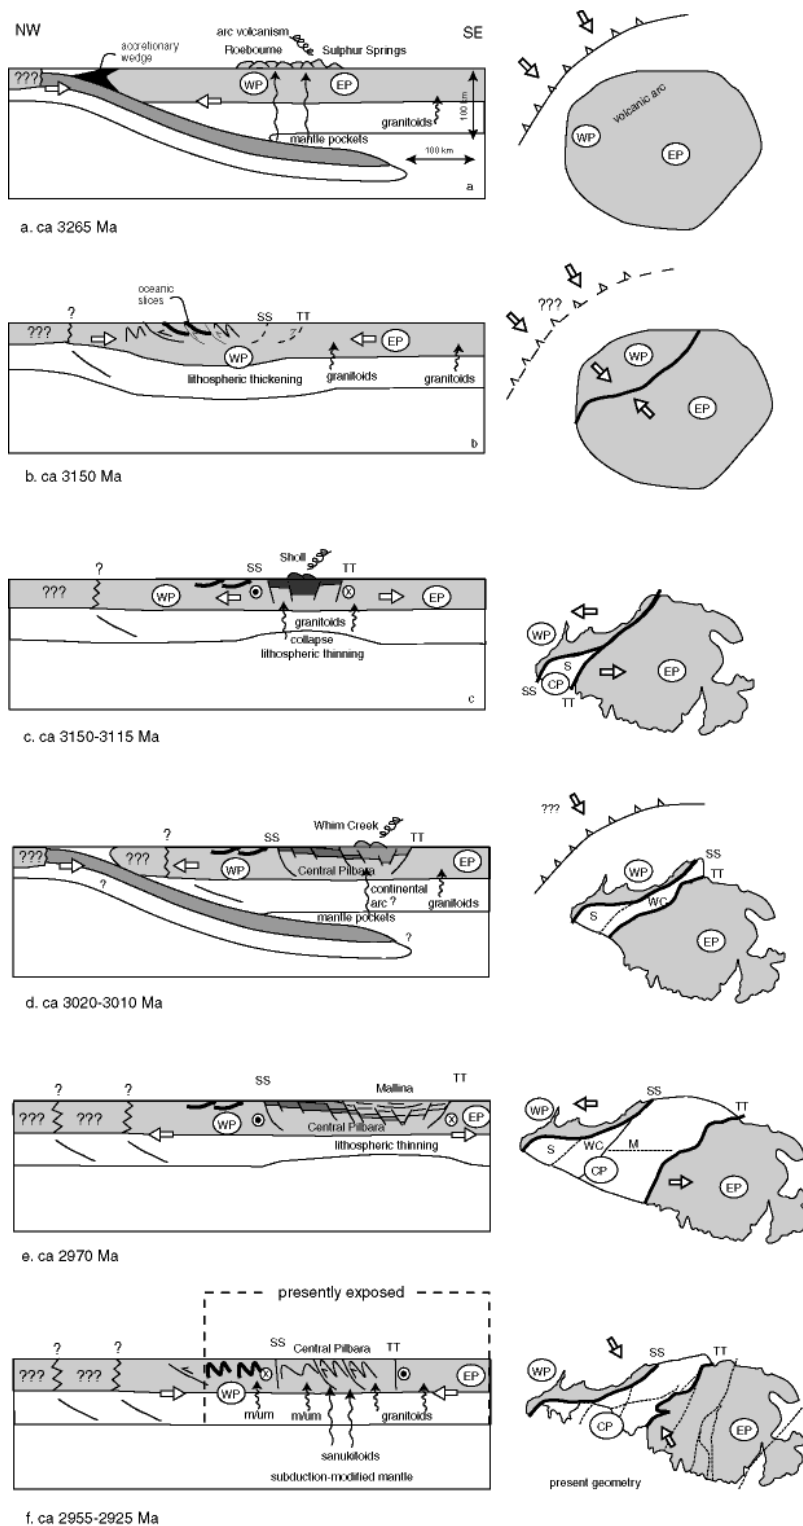 NW
SE
accretionary
wedge
arc volcanism
Roebourne
Sulphur Springs
???
WP
EP
100 km
granitoids
mantle pockets
100 km
a
volcanic arc
WP
EP
a. ca 3265 Ma
oceanic
slices
?
SS
TT
???
EP
WP
lithospheric thickening
granitoids
granitoids
b
???
WP
EP
b. ca 3150 Ma
Sholl
?
SS
TT
???
WP
EP
granitoids
collapse
lithospheric thinning
c
WP
S
EP
SS
CP
TT
c. ca 3150-3115 Ma
Whim Creek
?
SS
TT
???
???
WP
Central Pilbara
EP
continental
arc ?
granitoids
mantle pockets
?
?
???
SS
WP
TT
WC
S
EP
d. ca 3020-3010 Ma
SS
Mallina
TT
?
?
???
???
WP
Central Pilbara
EP
lithospheric thinning
WP
SS
TT
S
WC
M
CP
EP
e. ca 2970 Ma
presently exposed
?
?
SS
Central Pilbara
TT
???
???
WP
EP
m/um
m/um
granitoids
sanukitoids
subduction-modified mantle
WP
SS
TT
CP
EP
present geometry
f. ca 2955-2925 Ma